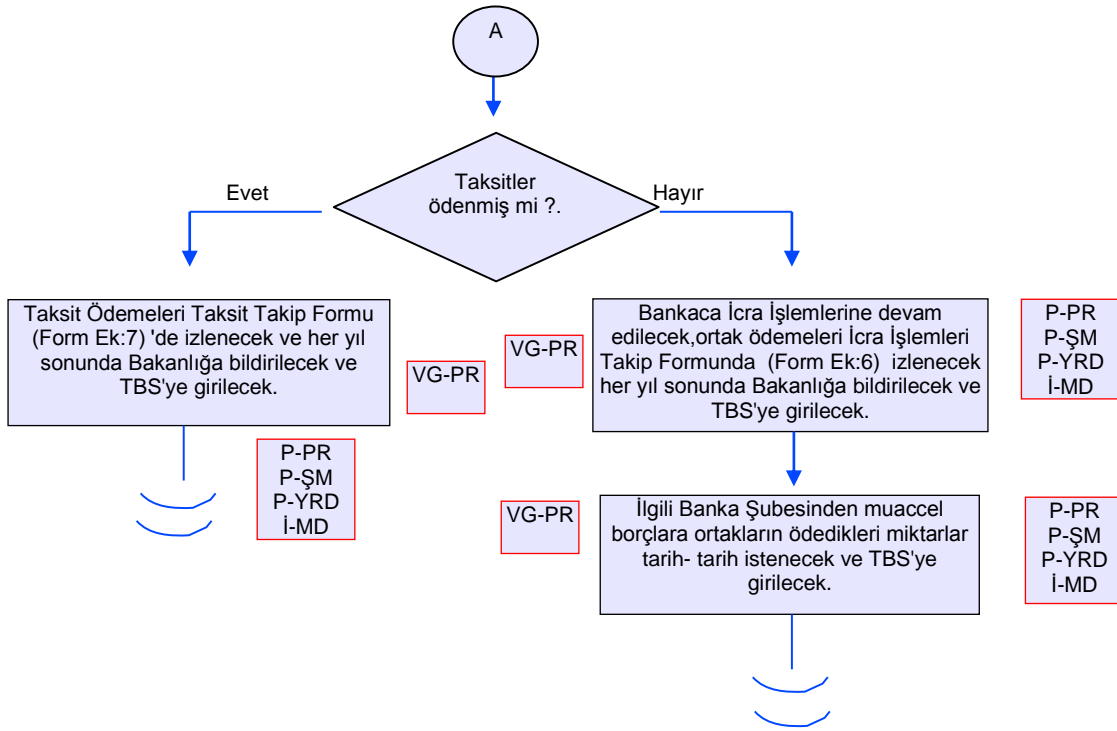 A
Taksitler
ödenmiş mi ?.
Evet
Hayır
Taksit Ödemeleri Taksit Takip Formu
(Form Ek:7) 'de izlenecek ve her yıl
sonunda Bakanlığa bildirilecek ve
TBS'ye girilecek.
VG-PR
P-PR
P-ŞM
P-YRD
İ-MD
VG-PR
Bankaca İcra İşlemlerine devam
edilecek,ortak ödemeleri İcra İşlemleri
Takip Formunda (Form Ek:6) izlenecek
her yıl sonunda Bakanlığa bildirilecek ve
TBS'ye girilecek.
P-PR
P-ŞM
P-YRD
İ-MD
VG-PR
İlgili Banka Şubesinden muaccel
borçlara ortakların ödedikleri miktarlar
tarih- tarih istenecek ve TBS'ye
girilecek.
P-PR
P-ŞM
P-YRD
İ-MD